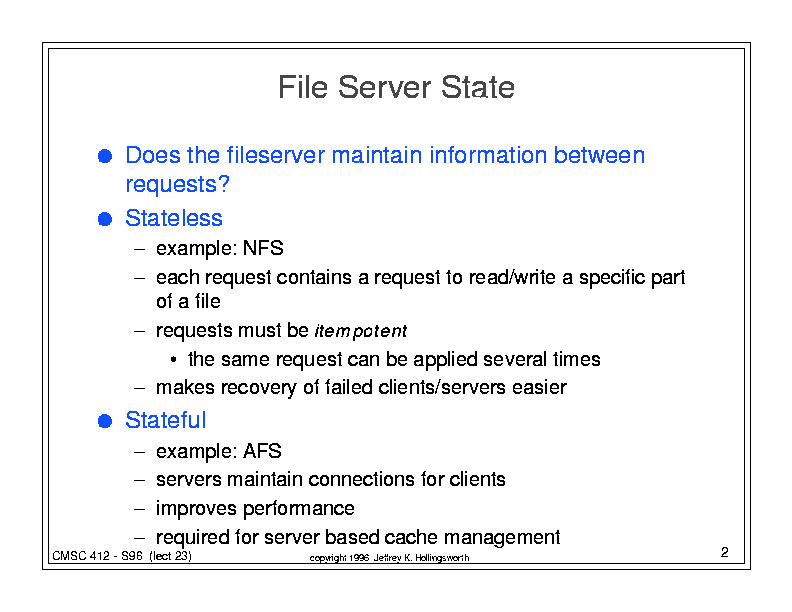 File Server State
● Does the fileserver maintain information between
requests?
● Stateless
– example: NFS
– each request contains a request to read/write a specific part
of a file
– requests must be itempotent
• the same request can be applied several times
– makes recovery of failed clients/servers easier
● Stateful
– example: AFS
– servers maintain connections for clients
– improves performance
– required for server based cache management
CMSC 412 - S96 (lect 23)
copyright 1996 Jeffrey K. Hollingsworth
2